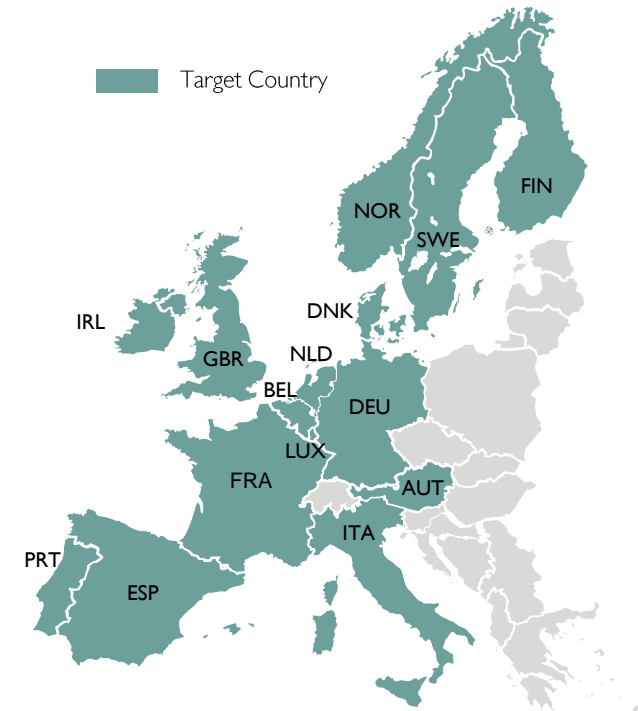 Target Country
FIN
NOR
SWE
DNK
IRL
GBR
NLD
BEL
DEU
LUX
FRA
AUT
ITA
PRT
ESP